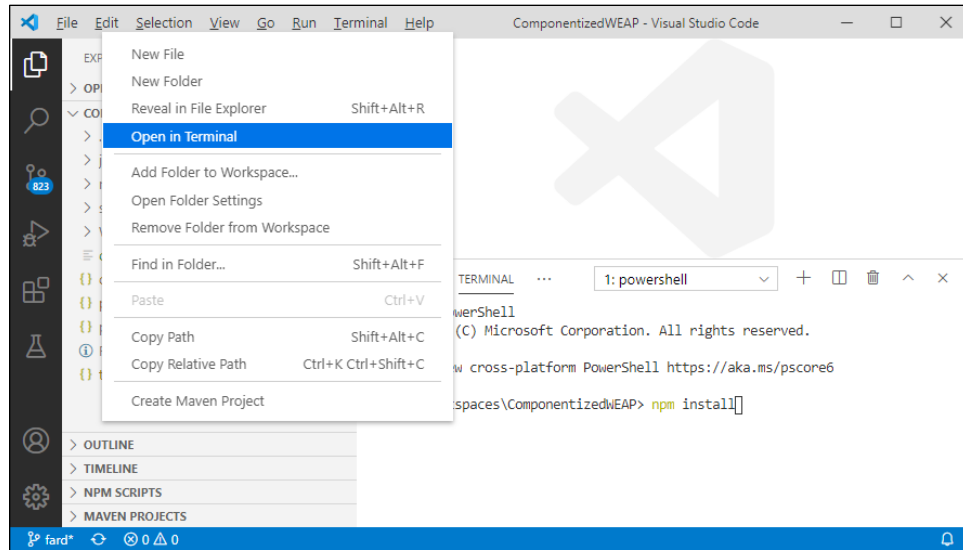 File Edit Selection View Go Run Terminal Help ComponentizedWEAP - Visual Studio Code
EXP
OPE
CO
New File
New Folder
Reveal in File Explorer Shift+Alt+R
Open in Terminal
Add Folder to Workspace...
Open Folder Settings
Remove Folder from Workspace
Find in Folder... Shift+Alt+F
Paste Ctrl+V
Copy Path Shift+Alt+C
Copy Relative Path Ctrl+K Ctrl+Shift+C
Create Maven Project
823
TERMINAL ··· 1: powershell
werShell
(C) Microsoft Corporation. All rights reserved.
w cross-platform PowerShell https://aka.ms/pscore6
spaces\ComponentizedWEAP> npm install
OUTLINE
TIMELINE
NPM SCRIPTS
MAVEN PROJECTS
fard* 0 0